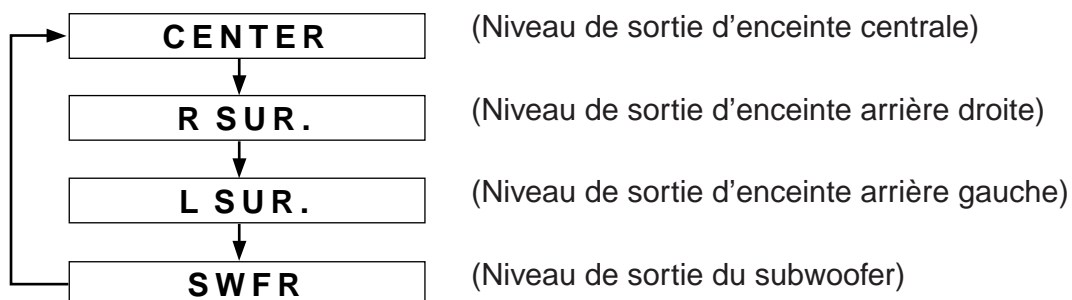 CENTER (Niveau de sortie d'enceinte centrale)
R SUR. (Niveau de sortie d'enceinte arrière droite)
L SUR. (Niveau de sortie d'enceinte arrière gauche)
SWFR (Niveau de sortie du subwoofer)